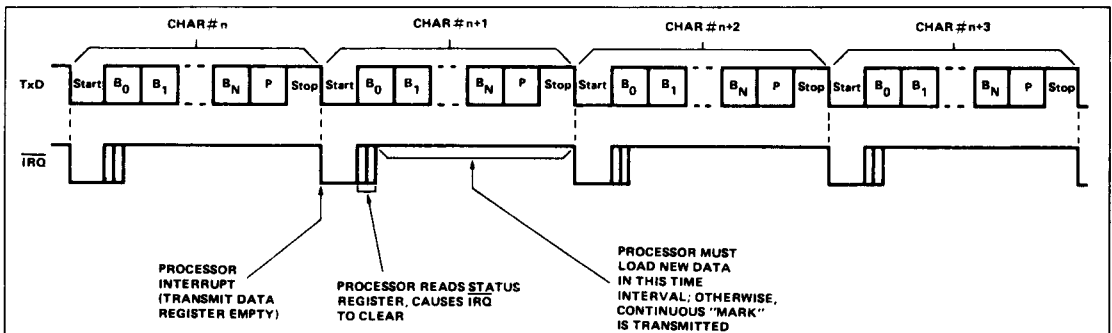 CHAR#n CHAR#n+1 CHAR#n+2 CHAR#n+3
TxD Start B0 B1 BN P Stop Start B0 B1 BN P Stop Start B0 B1 BN P Stop Start B0 B1 BN P Stop
IRQ
PROCESSOR
INTERRUPT
(TRANSMIT DATA
REGISTER EMPTY)
PROCESSOR READS STATUS
REGISTER, CAUSES IRQ
TO CLEAR
PROCESSOR MUST
LOAD NEW DATA
IN THIS TIME
INTERVAL; OTHERWISE,
CONTINUOUS "MARK"
IS TRANSMITTED